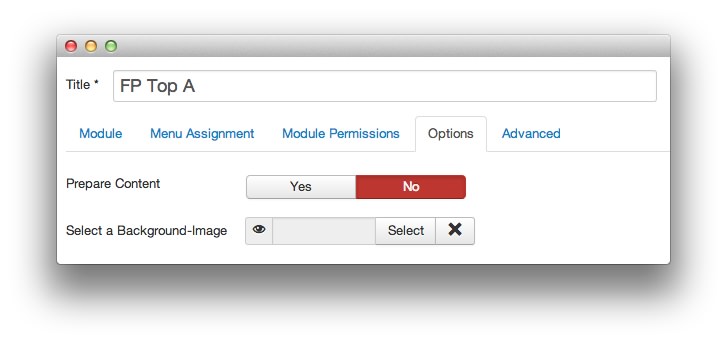 Title * FP Top A
Module Menu Assignment Module Permissions Options Advanced
Prepare Content Yes No
Select a Background-Image Select